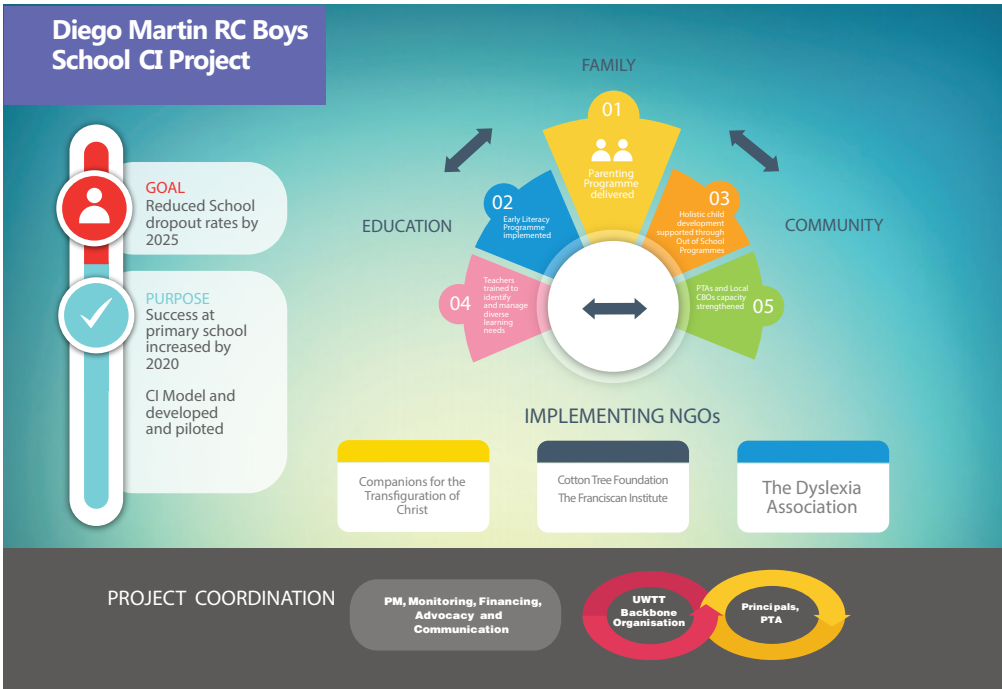 Diego Martin RC Boys
School CI Project
FAMILY
GOAL
Reduced School
dropout rates by
2025
PURPOSE
Success at
primary school
increased by
2020
CI Model and
developed
and piloted
EDUCATION
COMMUNITY
01
Parenting
Programme
delivered
02
Early Literacy
Programme
implemented
03
Holistic child
development
supported through
Out of School
Programmes
04
Teachers
trained to
identify
and manage
diverse
learning
needs
PTAs and Local
CBOs capacity
strengthened
05
IMPLEMENTING NGOs
Companions for the
Transfiguration of
Christ
Cotton Tree Foundation
The Franciscan Institute
The Dyslexia
Association
PROJECT COORDINATION
PM, Monitoring, Financing,
Advocacy and
Communication
UWTT
Backbone
Organisation
Principals,
PTA